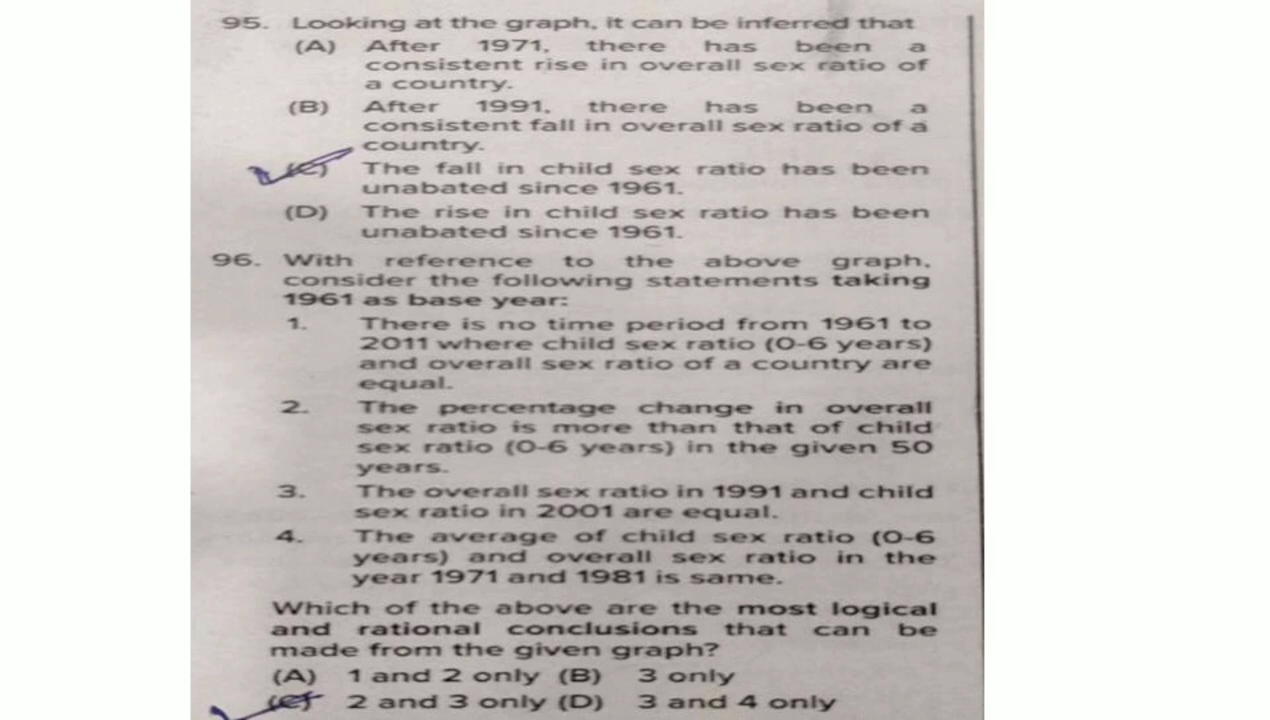 95. Looking at the graph, it can be inferred that
(A) After 1971, there has been a
consistent rise in overall sex ratio of
a country.
(B) After 1991, there has been a
consistent fall in overall sex ratio of a
country.
(C) The fall in child sex ratio has been
unabated since 1961.
(D) The rise in child sex ratio has been
unabated since 1961.
96. With reference to the above graph,
consider the following statements taking
1961 as base year:
1. There is no time period from 1961 to
2011 where child sex ratio (0-6 years)
and overall sex ratio of a country are
equal.
2. The percentage change in overall
sex ratio is more than that of child
sex ratio (0-6 years) in the given 50
years.
3. The overall sex ratio in 1991 and child
sex ratio in 2001 are equal.
4. The average of child sex ratio (0-6
years) and overall sex ratio in the
year 1971 and 1981 is same.
Which of the above are the most logical
and rational conclusions that can be
made from the given graph?
(A) 1 and 2 only (B) 3 only
(C) 2 and 3 only (D) 3 and 4 only